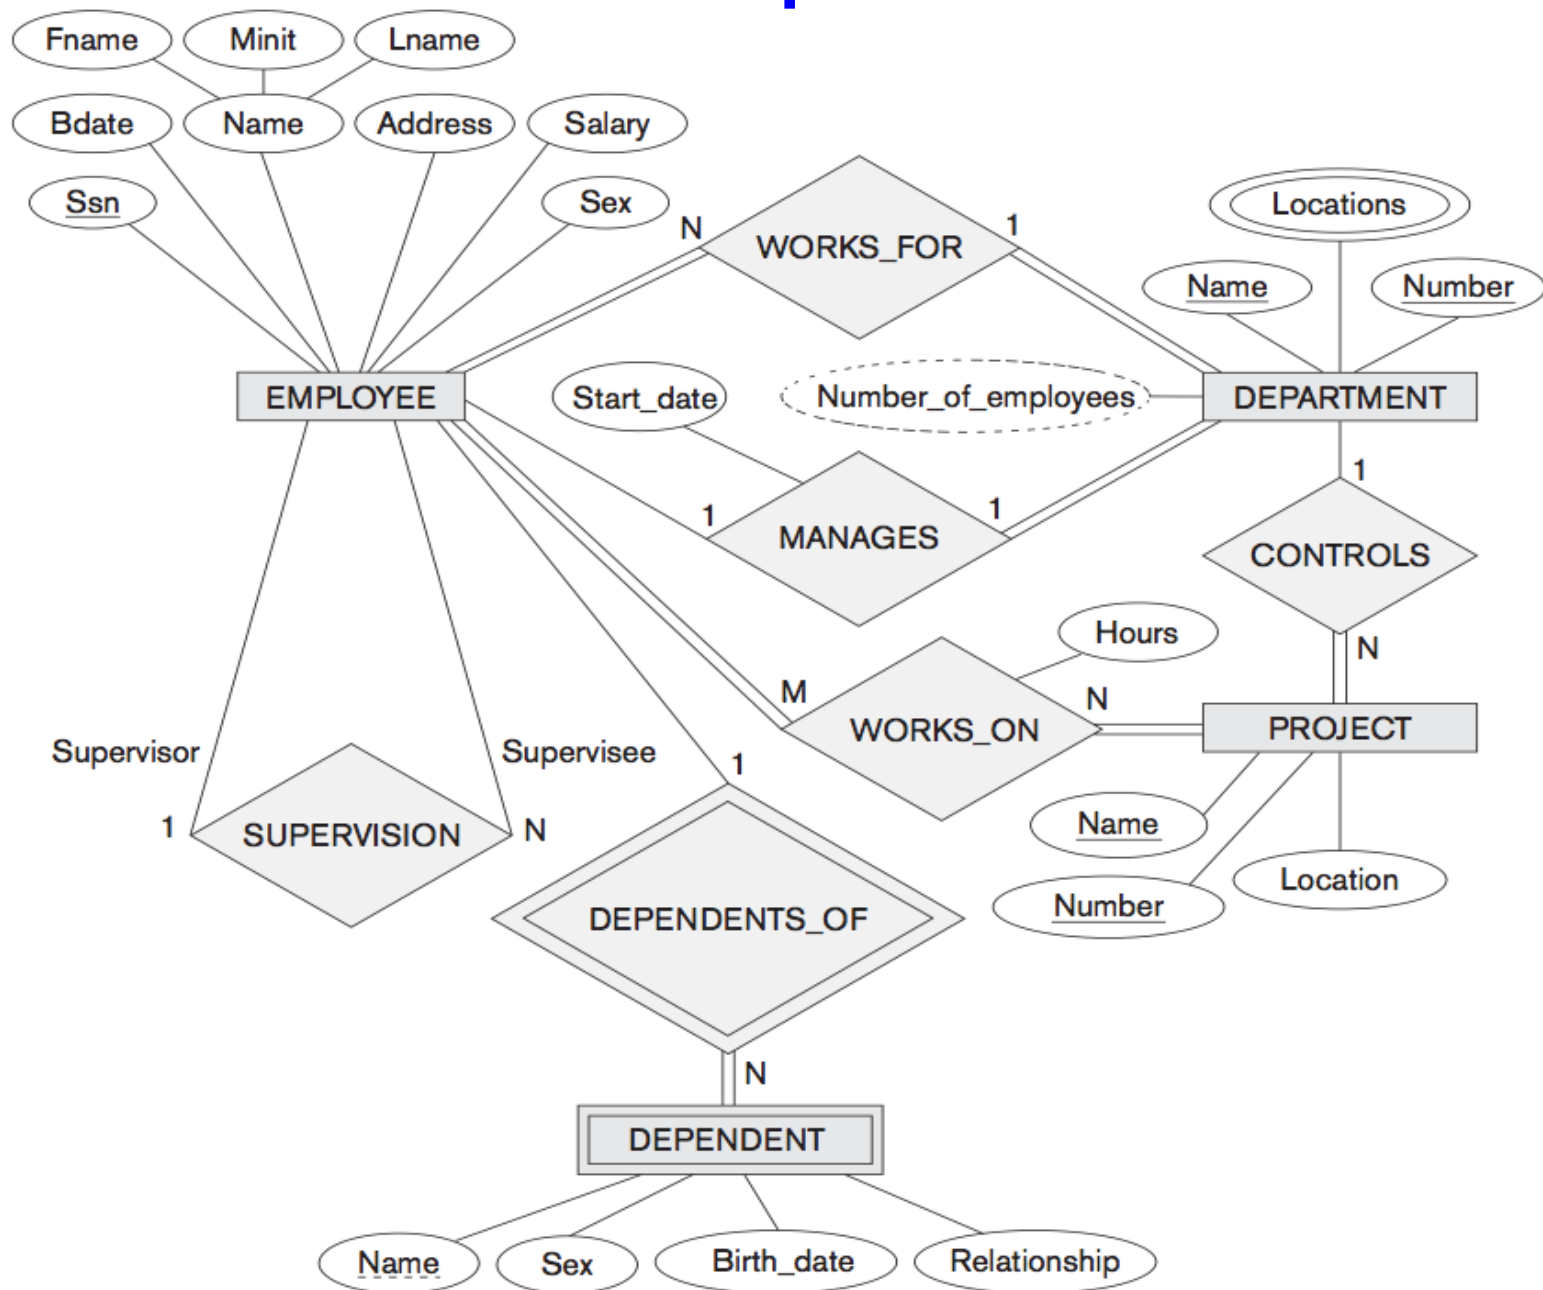 Fname
Minit
Lname
Bdate
Name
Address
Salary
Ssn
Sex
N
WORKS_FOR
1
Locations
Name
Number
EMPLOYEE
Start_date
Number_of_employees
DEPARTMENT
1
MANAGES
1
1
CONTROLS
N
Hours
M
WORKS_ON
N
PROJECT
Name
Number
Location
Supervisor
Supervisee
1
SUPERVISION
N
1
DEPENDENTS_OF
N
DEPENDENT
Name
Sex
Birth_date
Relationship